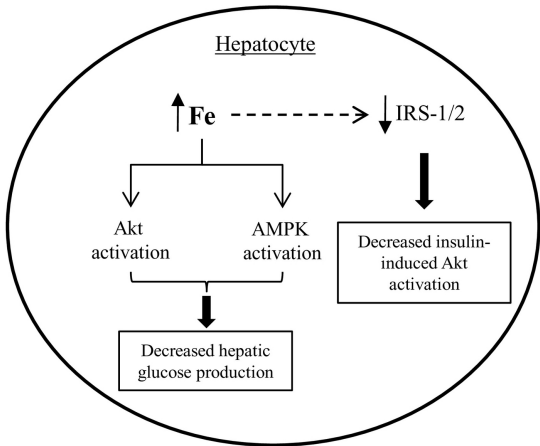 Hepatocyte
Fe
IRS-1/2
Akt
activation
AMPK
activation
Decreased insulin-
induced Akt
activation
Decreased hepatic
glucose production